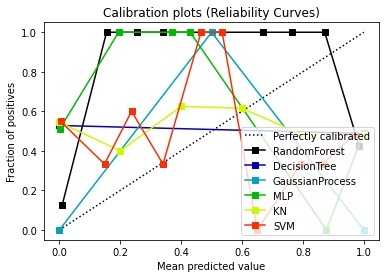 Calibration plots (Reliability Curves)
Fraction of positives
1.0
0.8
0.6
0.4
0.2
0.0
Perfectly calibrated
RandomForest
DecisionTree
GaussianProcess
MLP
KN
SVM
0.0 0.2 0.4 0.6 0.8 1.0
Mean predicted value